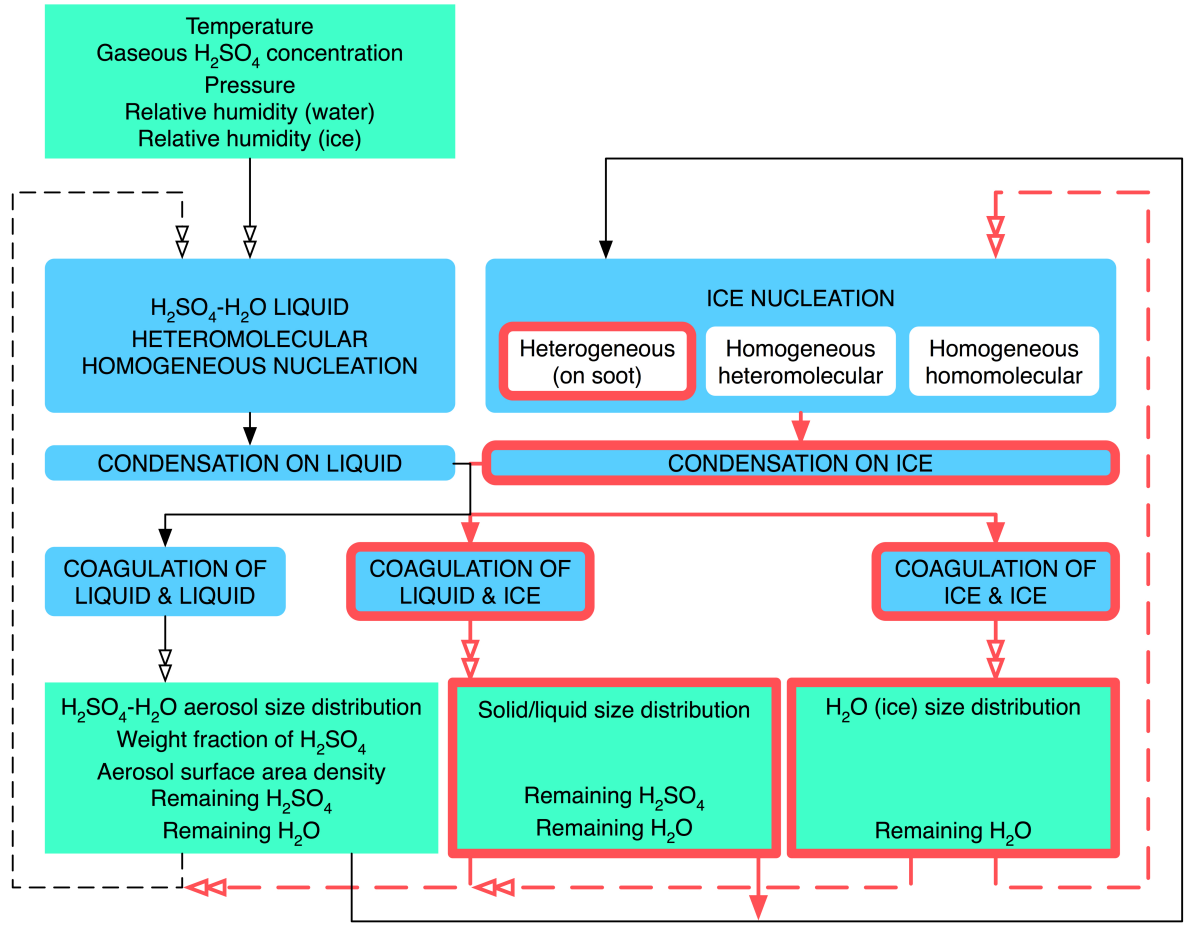 Temperature
Gaseous H₂SO₄ concentration
Pressure
Relative humidity (water)
Relative humidity (ice)
H₂SO₄-H₂O LIQUID
HETEROMOLECULAR
HOMOGENEOUS NUCLEATION
ICE NUCLEATION
Heterogeneous
(on soot)
Homogeneous
heteromolecular
Homogeneous
homomolecular
CONDENSATION ON LIQUID
CONDENSATION ON ICE
COAGULATION OF
LIQUID & LIQUID
COAGULATION OF
LIQUID & ICE
COAGULATION OF
ICE & ICE
H₂SO₄-H₂O aerosol size distribution
Weight fraction of H₂SO₄
Aerosol surface area density
Remaining H₂SO₄
Remaining H₂O
Solid/liquid size distribution
Remaining H₂SO₄
Remaining H₂O
H₂O (ice) size distribution
Remaining H₂O